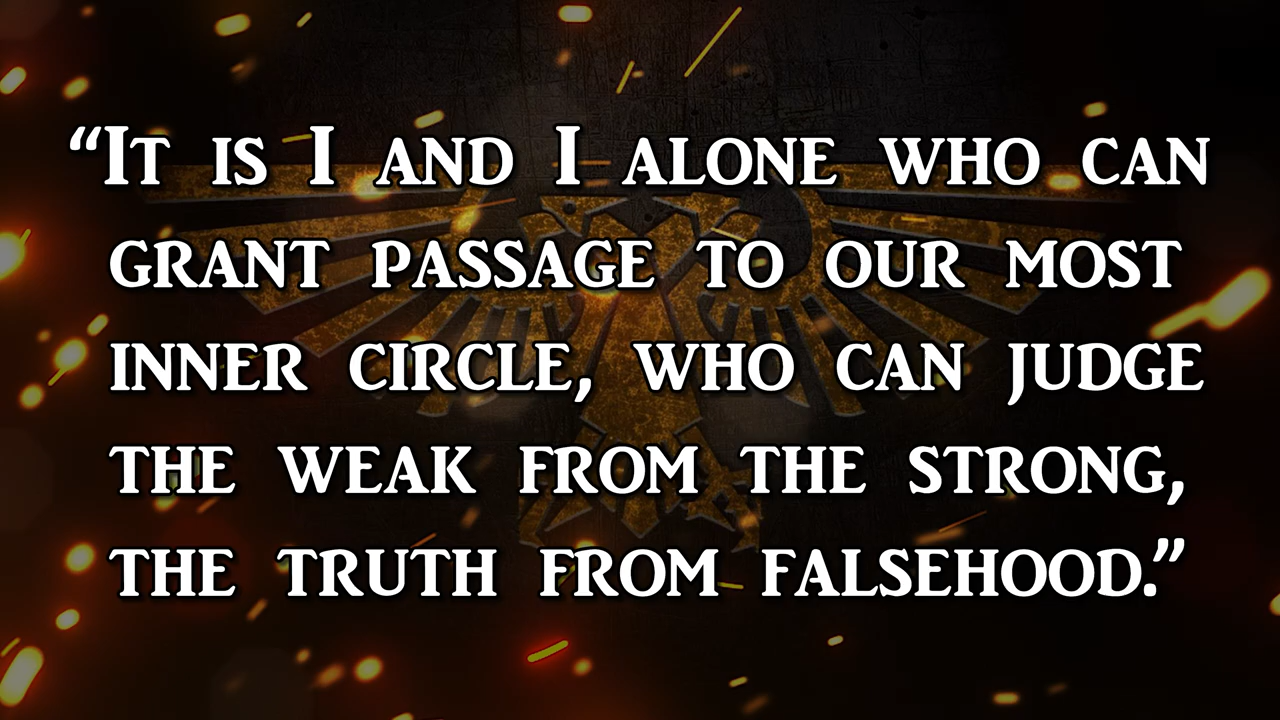 “It is I and I alone who can
grant passage to our most
inner circle, who can judge
the weak from the strong,
the truth from falsehood.”